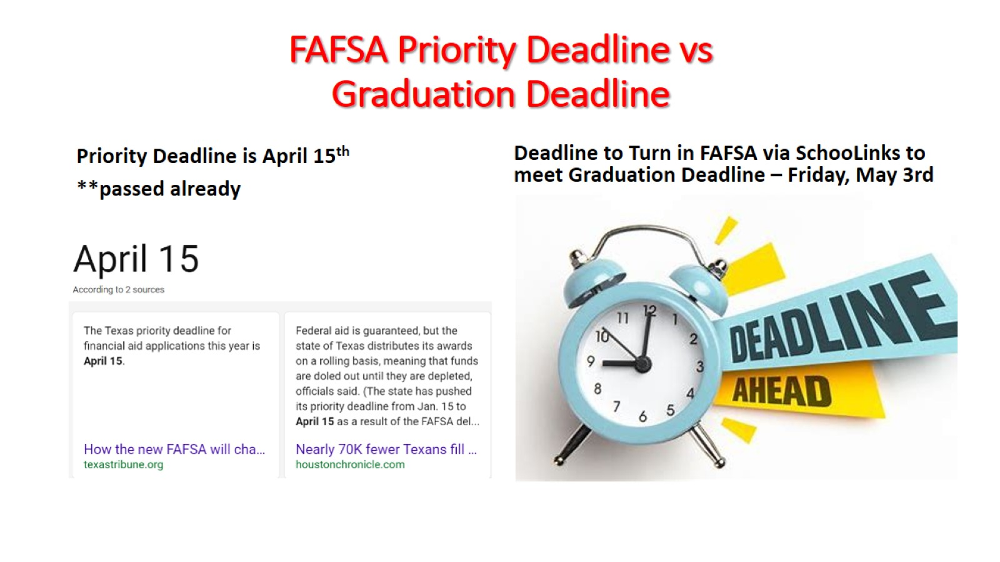 FAFSA Priority Deadline vs
Graduation Deadline
Priority Deadline is April 15th
**passed already
April 15
According to 2 sources
The Texas priority deadline for
financial aid applications this year is
April 15.
How the new FAFSA will cha...
texastribune.org
Federal aid is guaranteed, but the
state of Texas distributes its awards
on a rolling basis, meaning that funds
are doled out until they are depleted,
officials said. (The state has pushed
its priority deadline from Jan. 15 to
April 15 as a result of the FAFSA del...
Nearly 70K fewer Texans fill ...
houstonchronicle.com
Deadline to Turn in FAFSA via SchooLinks to
meet Graduation Deadline – Friday, May 3rd
12
1
2
3
4
5
6
7
8
9
10
11
DEADLINE
AHEAD